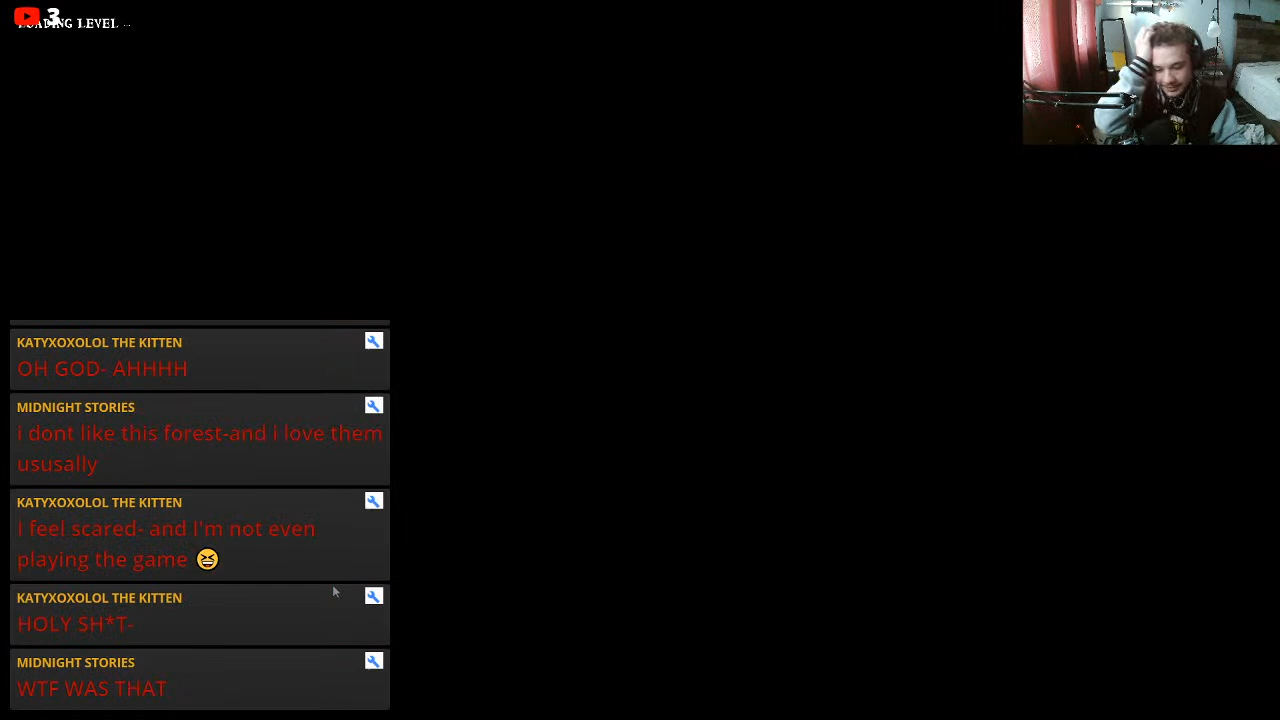 3
LOADING LEVEL ...
KATYXOXOLOL THE KITTEN
OH GOD- AHHHH
MIDNIGHT STORIES
i dont like this forest-and i love them
ususally
KATYXOXOLOL THE KITTEN
I feel scared- and I'm not even
playing the game 😆
KATYXOXOLOL THE KITTEN
HOLY SH*T-
MIDNIGHT STORIES
WTF WAS THAT